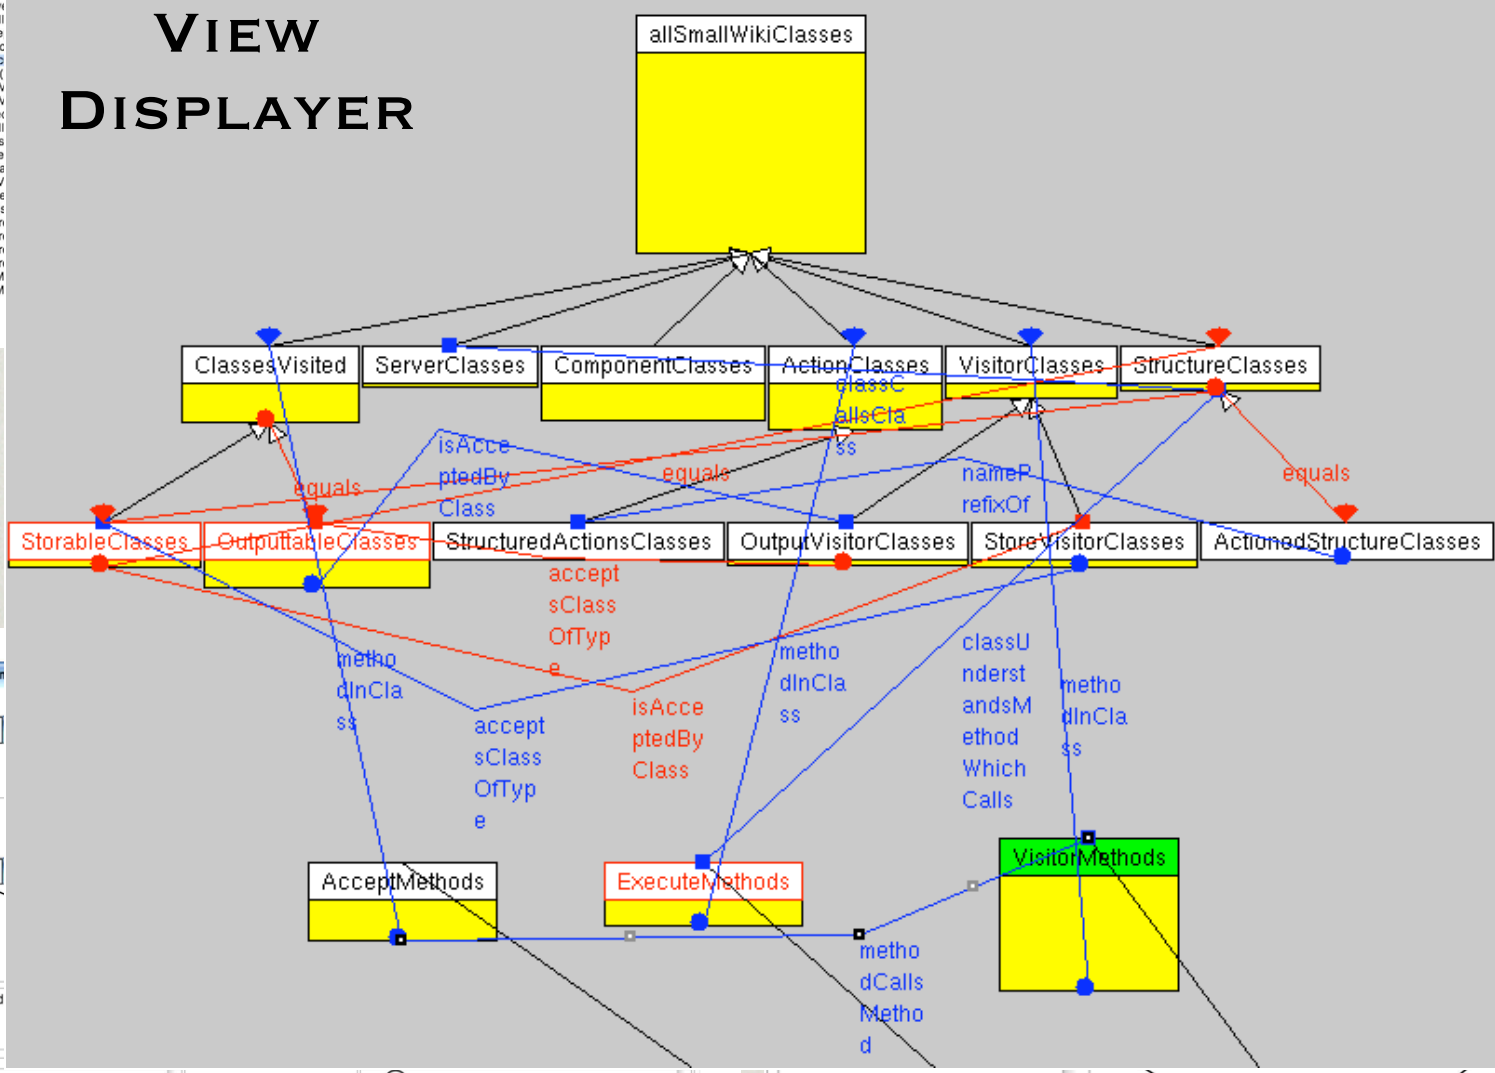 VIEW
DISPLAYER
allSmallWikiClasses
ClassesVisited
ServerClasses
ComponentClasses
ActionClasses
VisitorClasses
StructureClasses
classC
allsCla
ss
isAcce
ptedBy
Class
equals
equals
nameP
refixOf
equals
StorableClasses
OutputtableClasses
StructuredActionsClasses
OutputVisitorClasses
StoreVisitorClasses
ActionedStructureClasses
accept
sClass
OfTyp
e
metho
dInCla
ss
metho
dInCla
ss
classU
nderst
andsM
ethod
Which
Calls
metho
dInCla
ss
accept
sClass
OfTyp
e
isAcce
ptedBy
Class
AcceptMethods
ExecuteMethods
VisitorMethods
metho
dCalls
Metho
d